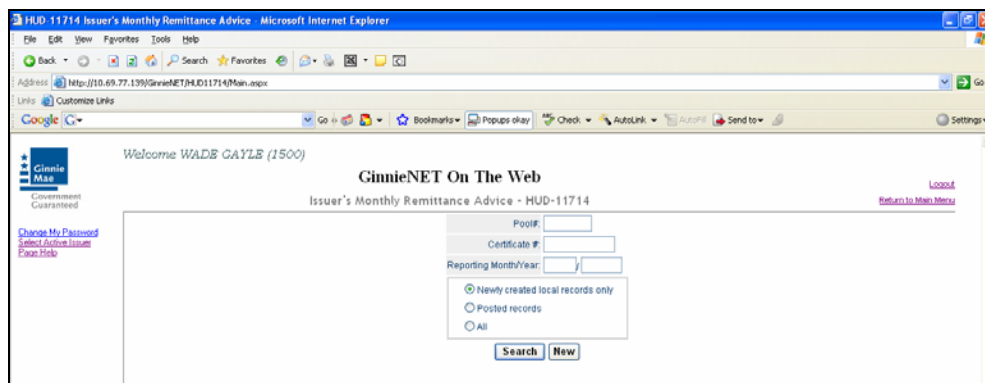 HUD-11714 Issuer's Monthly Remittance Advice - Microsoft Internet Explorer
File Edit View Favorites Tools Help
Back Search Favorites
Address http://10.69.77.139/GinnieNET/HUD11714/Main.aspx Go
Links Customize Links
Google G Go Bookmarks Popups okay Check AutoLink AutoFill Send to Settings
Welcome WADE GAYLE (1500)
Ginnie
Mae
Government
Guaranteed
GinnieNET On The Web
Issuer's Monthly Remittance Advice - HUD-11714
Logout
Return to Main Menu
Change My Password
Select Active Issuer
Page Help
Pool#:
Certificate #:
Reporting Month/Year: /
Newly created local records only
Posted records
All
Search New